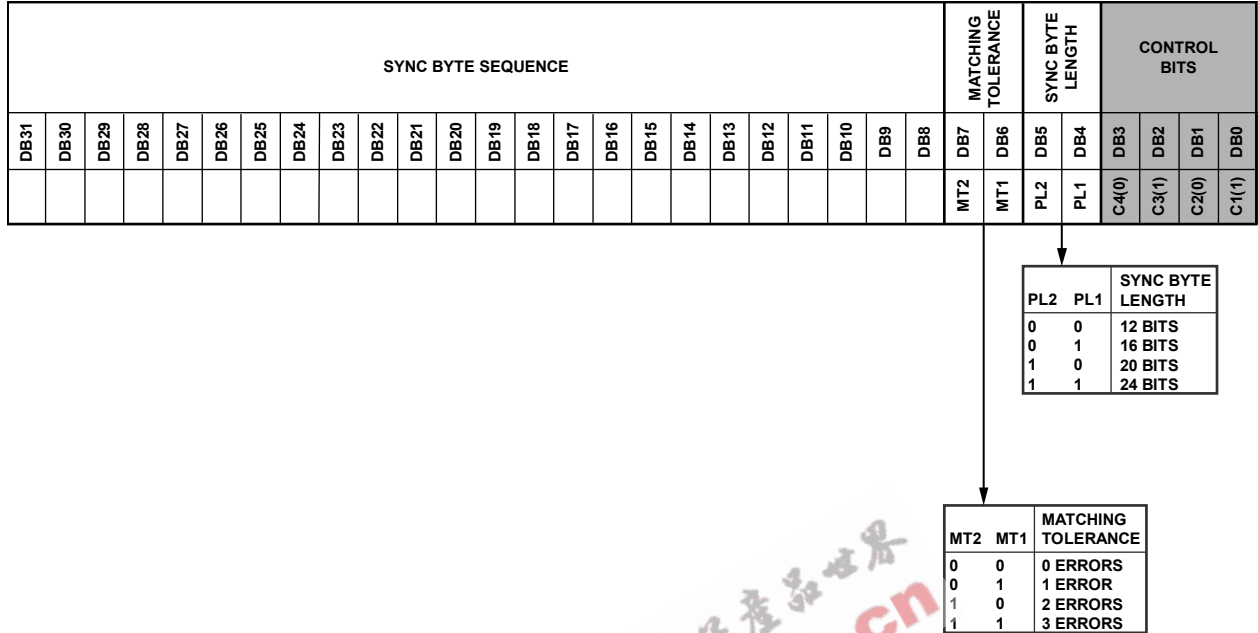 SYNC BYTE SEQUENCE
MATCHING
TOLERANCE
SYNC BYTE
LENGTH
CONTROL
BITS
DB31 DB30 DB29 DB28 DB27 DB26 DB25 DB24 DB23 DB22 DB21 DB20 DB19 DB18 DB17 DB16 DB15 DB14 DB13 DB12 DB11 DB10 DB9 DB8 DB7 DB6 DB5 DB4 DB3 DB2 DB1 DB0
MT2 MT1 PL2 PL1 C4(0) C3(1) C2(0) C1(1)
PL2 PL1 SYNC BYTE
LENGTH
0 0 12 BITS
0 1 16 BITS
1 0 20 BITS
1 1 24 BITS
MT2 MT1 MATCHING
TOLERANCE
0 0 0 ERRORS
0 1 1 ERROR
1 0 2 ERRORS
1 1 3 ERRORS
產品世界
cn